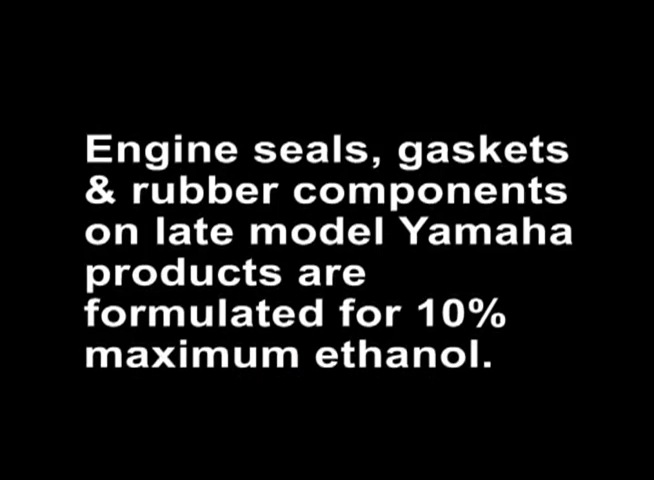 Engine seals, gaskets
& rubber components
on late model Yamaha
products are
formulated for 10%
maximum ethanol.